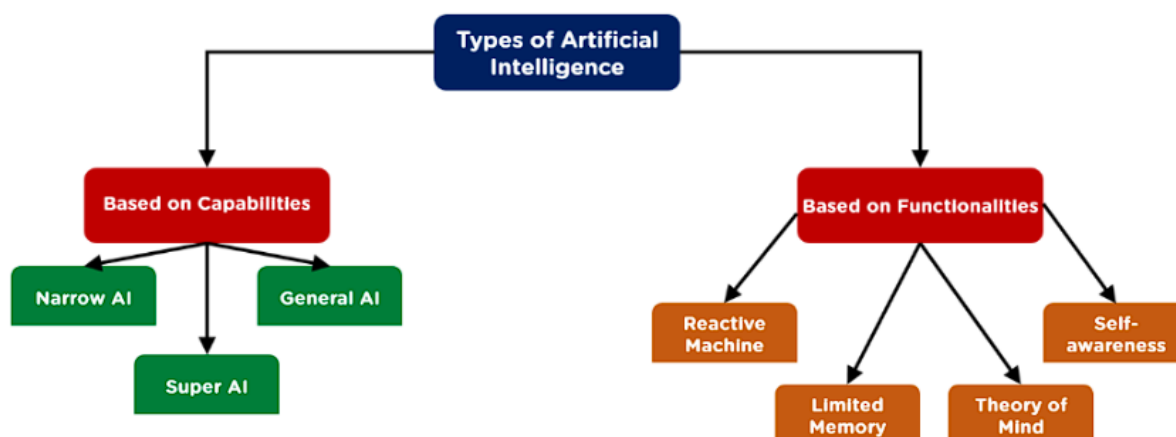 Types of Artificial
Intelligence
Based on Capabilities
Based on Functionalities
Narrow AI
General AI
Super AI
Reactive
Machine
Self-
awareness
Limited
Memory
Theory of
Mind